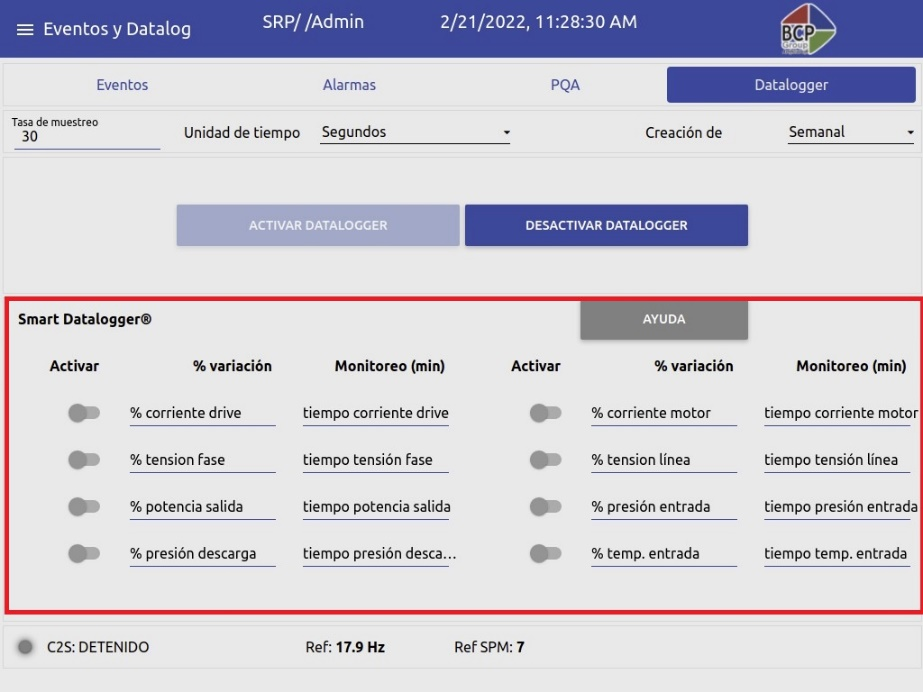 Eventos y Datalog SRP/ /Admin 2/21/2022, 11:28:30 AM
BCP
Group
Eventos Alarmas PQA Datalogger
Tasa de muestreo
30 Unidad de tiempo Segundos Creación de Semanal
ACTIVAR DATALOGGER DESACTIVAR DATALOGGER
Smart Datalogger® AYUDA
Activar % variación Monitoreo (min) Activar % variación Monitoreo (min)
% corriente drive tiempo corriente drive % corriente motor tiempo corriente motor
% tension fase tiempo tensión fase % tension línea tiempo tensión línea
% potencia salida tiempo potencia salida % presión entrada tiempo presión entrada
% presión descarga tiempo presión desca… % temp. entrada tiempo temp. entrada
C2S: DETENIDO Ref: 17.9 Hz Ref SPM: 7